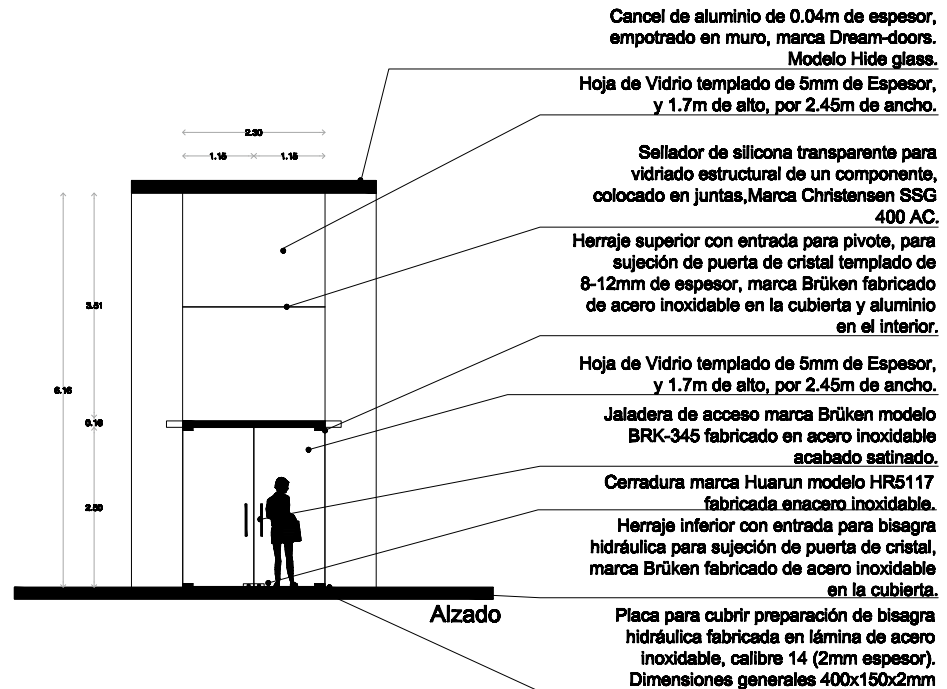 Cancel de aluminio de 0.04m de espesor,
empotrado en muro, marca Dream-doors.
Modelo Hide glass.
Hoja de Vidrio templado de 5mm de Espesor,
y 1.7m de alto, por 2.45m de ancho.
Sellador de silicona transparente para
vidriado estructural de un componente,
colocado en juntas,Marca Christensen SSG
400 AC.
Herraje superior con entrada para pivote, para
sujeción de puerta de cristal templado de
8-12mm de espesor, marca Brüken fabricado
de acero inoxidable en la cubierta y aluminio
en el interior.
Hoja de Vidrio templado de 5mm de Espesor,
y 1.7m de alto, por 2.45m de ancho.
Jaladera de acceso marca Brüken modelo
BRK-345 fabricado en acero inoxidable
acabado satinado.
Cerradura marca Huarun modelo HR5117
fabricada enacero inoxidable.
Herraje inferior con entrada para bisagra
hidráulica para sujeción de puerta de cristal,
marca Brüken fabricado de acero inoxidable
en la cubierta.
Placa para cubrir preparación de bisagra
hidráulica fabricada en lámina de acero
inoxidable, calibre 14 (2mm espesor).
Dimensiones generales 400x150x2mm
2.30
1.15 1.15
3.51
6.16
0.16
2.50
Alzado